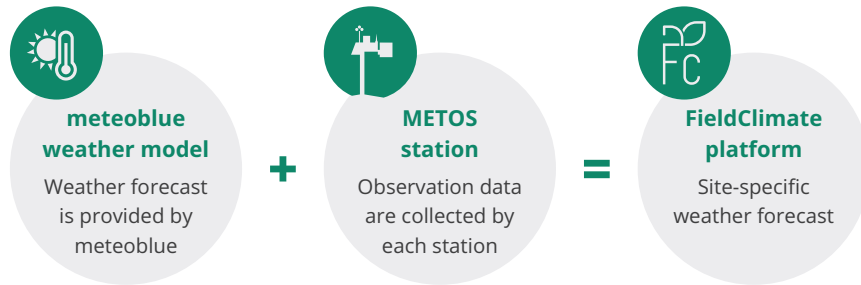 meteoblue
weather model
Weather forecast
is provided by
meteoblue
+
METOS
station
Observation data
are collected by
each station
=
FC
FieldClimate
platform
Site-specific
weather forecast